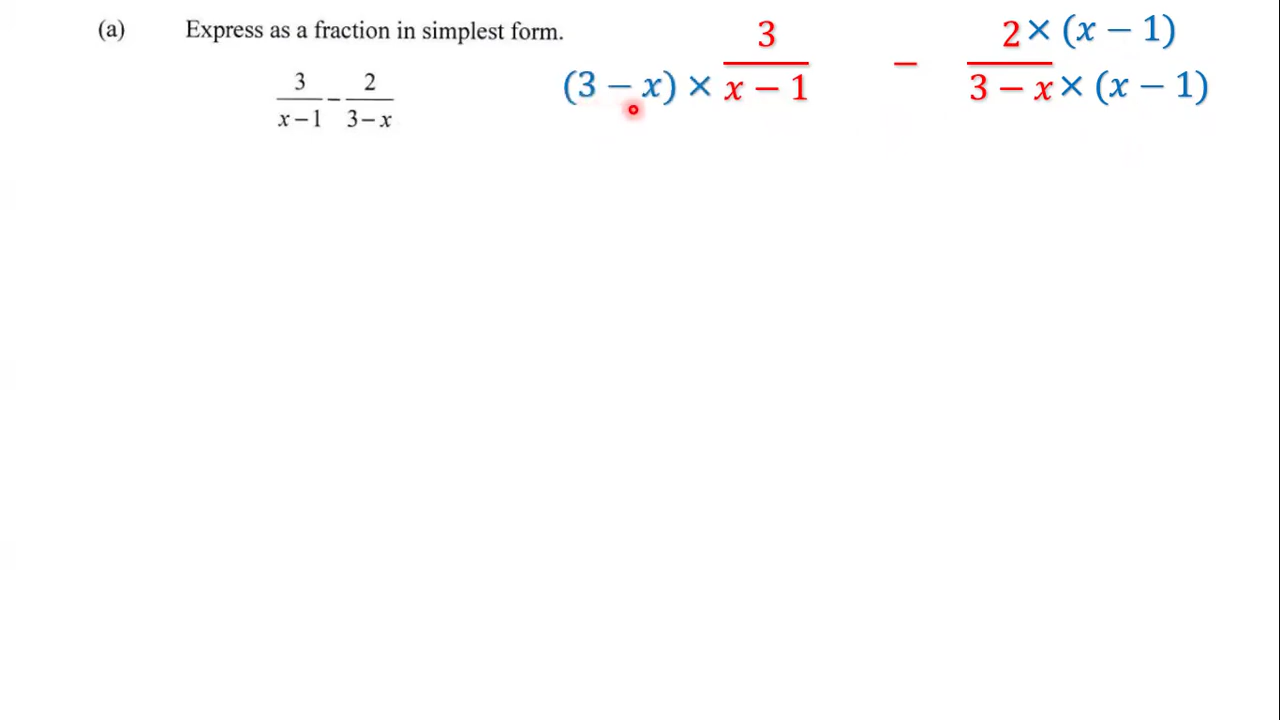 (a) Express as a fraction in simplest form.
3/(x−1) − 2/(3−x)
(3 − x) × 3/(x − 1) − 2 × (x − 1)/(3 − x × (x − 1))